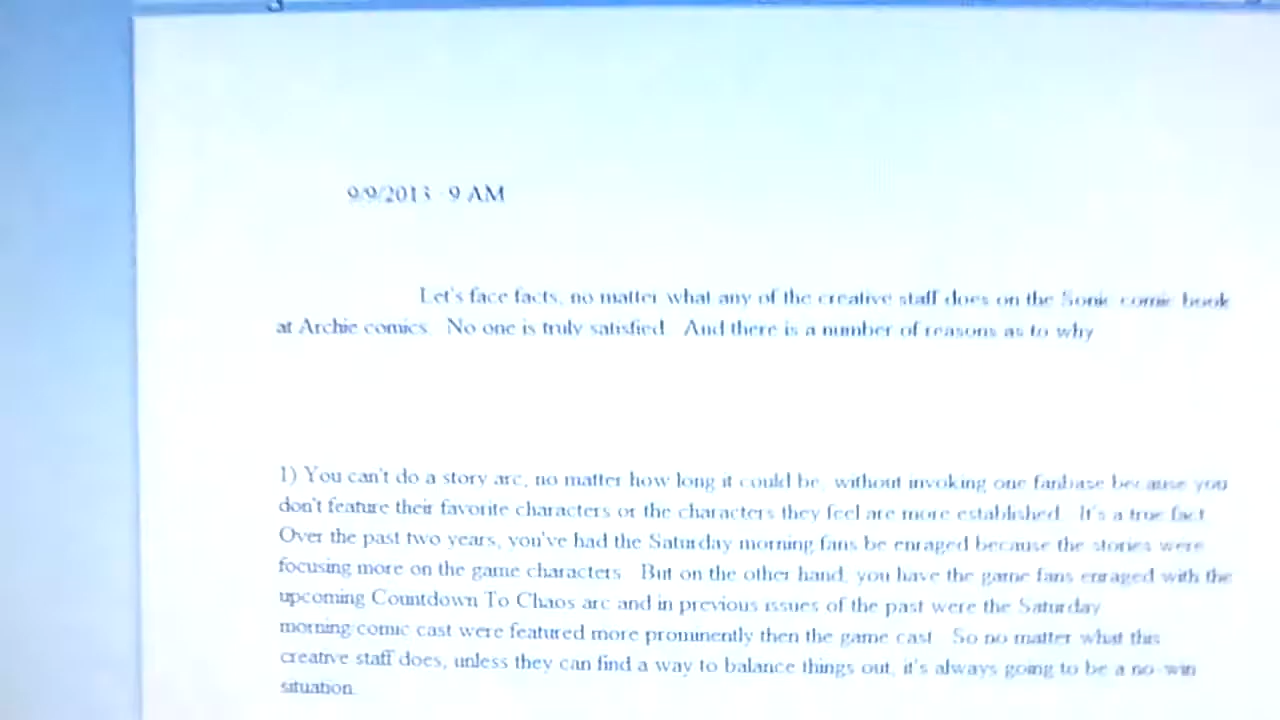 9/9/2013 - 9 AM
Let's face facts, no matter what any of the creative staff does on the Sonic comic book
at Archie comics. No one is truly satisfied. And there is a number of reasons as to why
1) You can't do a story arc, no matter how long it could be, without invoking one fanbase because you
don't feature their favorite characters or the characters they feel are more established. It's a true fact.
Over the past two years, you've had the Saturday morning fans be enraged because the stories were
focusing more on the game characters. But on the other hand, you have the game fans enraged with the
upcoming Countdown To Chaos arc and in previous issues of the past were the Saturday
morning/comic cast were featured more prominently then the game cast. So no matter what this
creative staff does, unless they can find a way to balance things out, it's always going to be a no-win
situation.